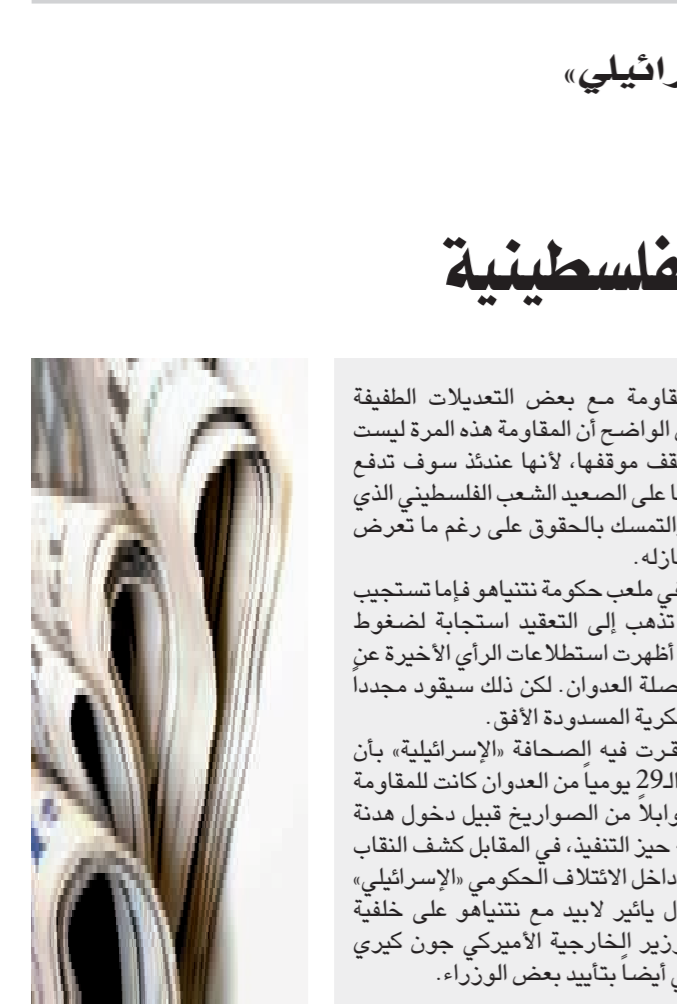 رائيلي»
فلسطينية
قاومة مع بعض التعديلات الطفيفة
الواضح أن المقاومة هذه المرة ليست
قف موقفها، لأنها عندئذ سوف تدفع
ا على الصعيد الشعب الفلسطيني الذي
التمسك بالحقوق على رغم ما تعرض
ازله.
في ملعب حكومة نتنياهو فإما تستجيب
تذهب إلى التعقيد استجابة لضغوط
أظهرت استطلاعات الرأي الأخيرة عن
صلة العدوان. لكن ذلك سيقود مجدداً
كرية المسدودة الأفق.
قرت فيه الصحافة «الإسرائيلية» بأن
الـ29 يومياً من العدوان كانت للمقاومة
وابلاً من الصواريخ قبيل دخول هدنة
حيز التنفيذ، في المقابل كشف النقاب
داخل الائتلاف الحكومي «الإسرائيلي»
ل يائير لابيد مع نتنياهو على خلفية
وزير الخارجية الأميركي جون كيري
ي أيضاً بتأييد بعض الوزراء.